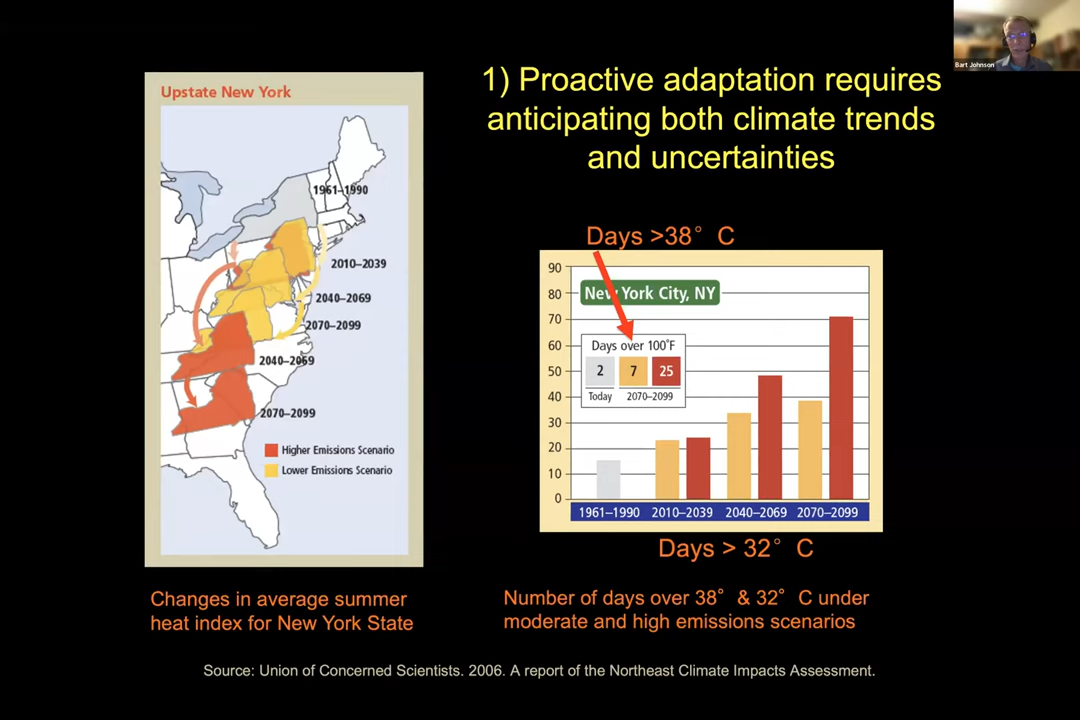 Bart Johnson
1) Proactive adaptation requires
anticipating both climate trends
and uncertainties
Upstate New York
1961–1990
2010–2039
2040–2069
2070–2099
2040–2069
2070–2099
Higher Emissions Scenario
Lower Emissions Scenario
Changes in average summer
heat index for New York State
Days >38° C
90
80
70
60
50
40
30
20
10
0
New York City, NY
Days over 100°F
2 7 25
Today 2070–2099
1961–1990 2010–2039 2040–2069 2070–2099
Days > 32° C
Number of days over 38° & 32° C under
moderate and high emissions scenarios
Source: Union of Concerned Scientists. 2006. A report of the Northeast Climate Impacts Assessment.